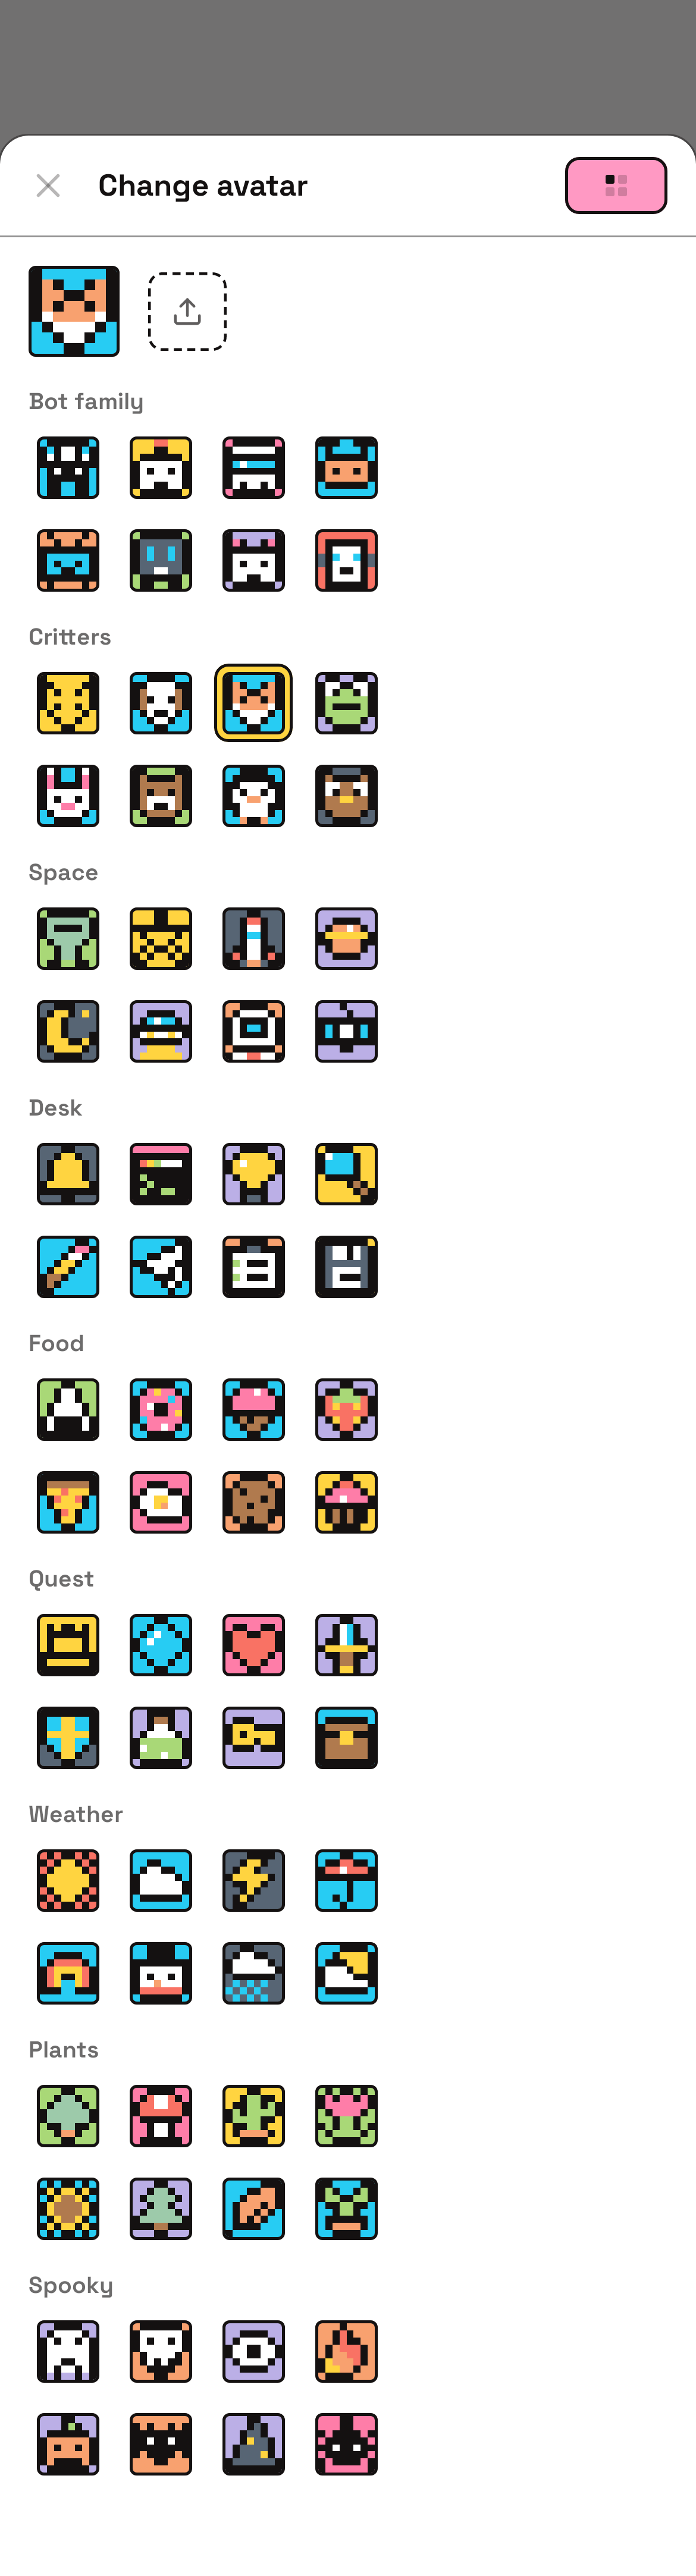 Change avatar
Bot family
Critters
Space
Desk
Food
Quest
Weather
Plants
Spooky